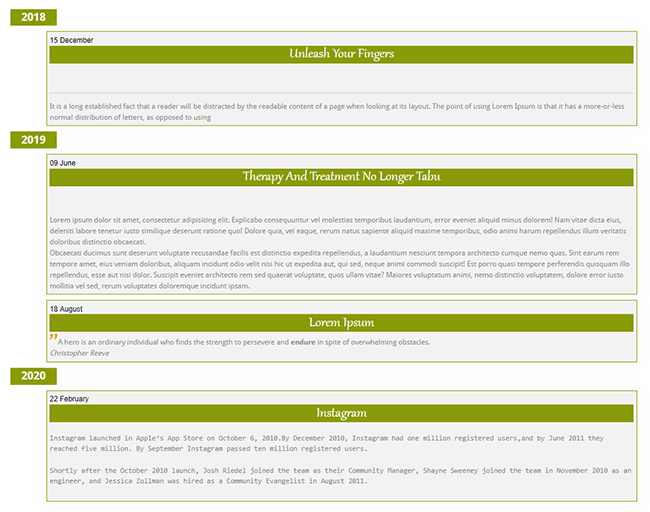 2018
15 December
Unleash Your Fingers
It is a long established fact that a reader will be distracted by the readable content of a page when looking at its layout. The point of using Lorem Ipsum is that it has a more-or-less
normal distribution of letters, as opposed to using
2019
09 June
Therapy And Treatment No Longer Tabu
Lorem ipsum dolor sit amet, consectetur adipisicing elit. Explicabo consequuntur vel molestias temporibus laudantium, error eveniet aliquid minus dolorem! Nam vitae dicta eius,
deleniti labore tenetur iusto similique deserunt ratione quo! Dolore quia, vel eaque, rerum natus sapiente aliquid maxime temporibus, odio animi harum repellendus illum veritatis
doloribus distinctio obcaecati.
Obcaecati ducimus sunt deserunt voluptate recusandae facilis est distinctio expedita repellendus, a laudantium nesciunt tempora architecto cumque nemo quas. Sint earum rem
tempore amet, eius veniam doloribus, aliquam incidunt odio velit nisi hic ut expedita aut, qui sed, neque animi commodi suscipit! Est porro quasi tempore perferendis quisquam illo
repellendus, esse aut nisi dolor. Suscipit eveniet architecto rem sed quaerat voluptate, quos ullam vitae? Maiores voluptatum animi, nemo distinctio voluptatem, dolore error iusto
mollitia vel sed, rerum voluptates doloremque incidunt ipsam.
18 August
Lorem Ipsum
” A hero is an ordinary individual who finds the strength to persevere and endure in spite of overwhelming obstacles.
Christopher Reeve
2020
22 February
Instagram
Instagram launched in Apple’s App Store on October 6, 2010.By December 2010, Instagram had one million registered users,and by June 2011 they
reached five million. By September Instagram passed ten million registered users.
Shortly after the October 2010 launch, Josh Riedel joined the team as their Community Manager, Shayne Sweeney joined the team in November 2010 as an
engineer, and Jessica Zollman was hired as a Community Evangelist in August 2011.